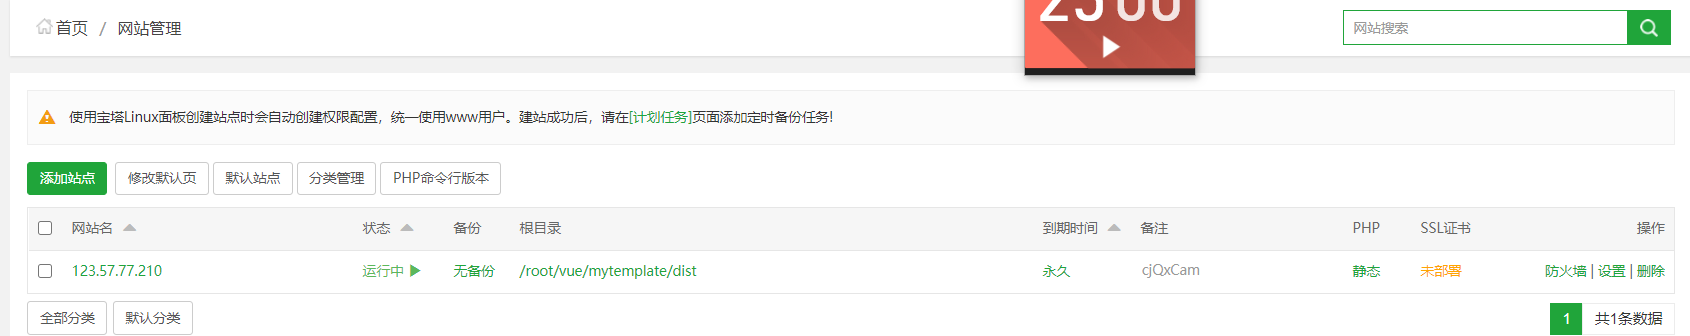 2500
首页 / 网站管理
网站搜索
使用宝塔Linux面板创建站点时会自动创建权限配置，统一使用www用户。建站成功后，请在[计划任务]页面添加定时备份任务!
添加站点 修改默认页 默认站点 分类管理 PHP命令行版本
网站名 状态 备份 根目录 到期时间 备注 PHP SSL证书 操作
123.57.77.210 运行中 无备份 /root/vue/mytemplate/dist 永久 cjQxCam 静态 未部署 防火墙 | 设置 | 删除
全部分类 默认分类 1 共1条数据